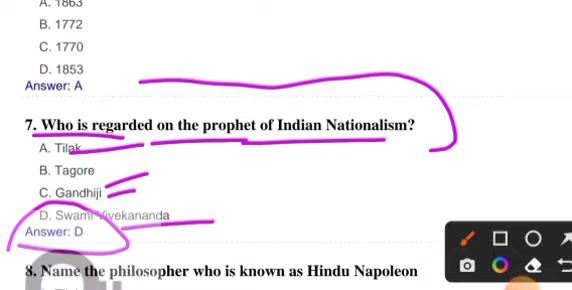 A. 1863
B. 1772
C. 1770
D. 1853
Answer: A
7. Who is regarded on the prophet of Indian Nationalism?
A. Tilak
B. Tagore
C. Gandhiji
D. Swami Vivekananda
Answer: D
8. Name the philosopher who is known as Hindu Napoleon